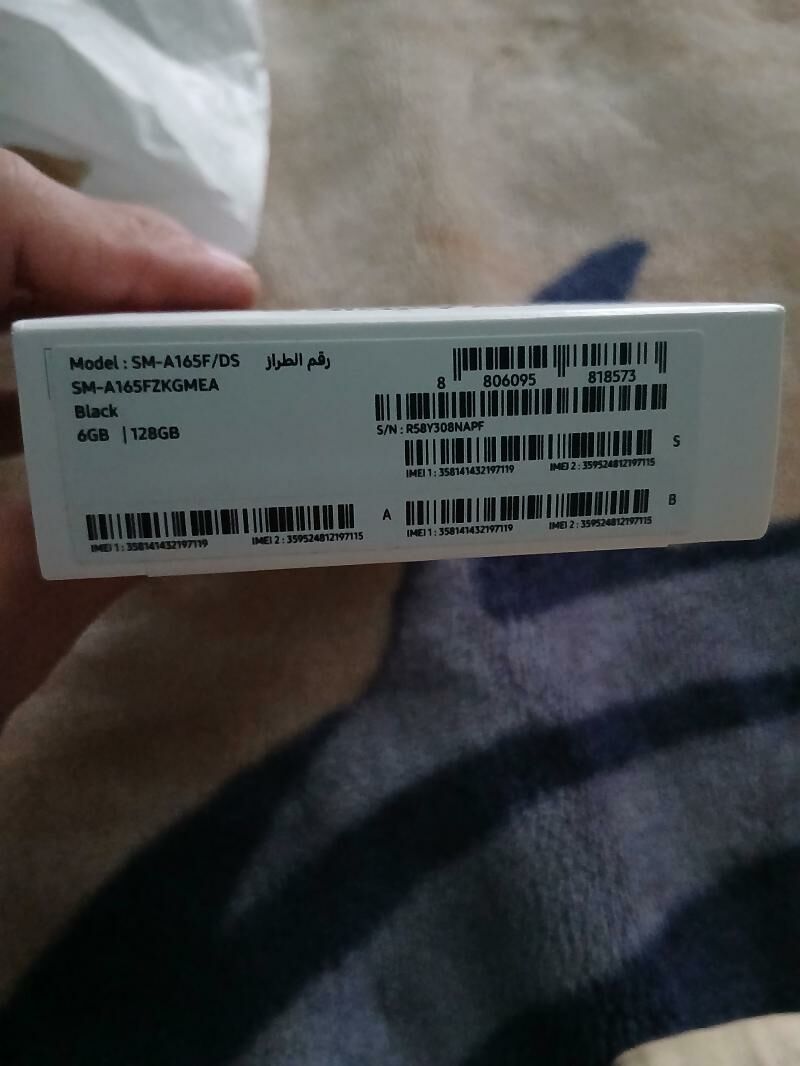 Model : SM-A165F/DS رقم الطراز
SM-A165FZKGMEA
Black
6GB | 128GB
8 806095 818573
S/N : R58Y308NAPF
S
IMEI 1 : 358141432197119 IMEI 2 : 359524812197115
A
IMEI 1 : 358141432197119 IMEI 2 : 359524812197115
B
IMEI 1 : 358141432197119 IMEI 2 : 359524812197115